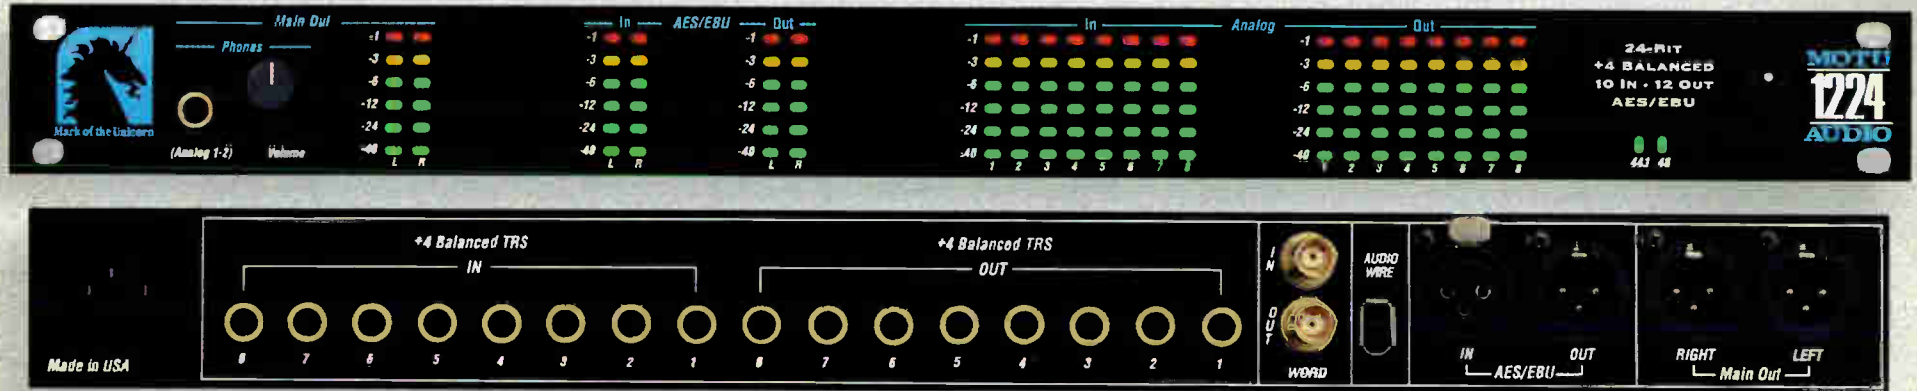 Main Out
Phones
Mark of the Unicorn
(Analog 1-2)
Volume
-1
-3
-6
-12
-24
-48
L R
In AES/EBU Out
-1
-3
-6
-12
-24
-48
L R
-1
-3
-6
-12
-24
-48
L R
In Analog Out
-1
-3
-6
-12
-24
-48
1 2 3 4 5 6 7 8
-1
-3
-6
-12
-24
-48
1 2 3 4 5 6 7 8
24-BIT
+4 BALANCED
10 IN · 12 OUT
AES/EBU
44.1 48
MOTU
1224
AUDIO
Made in USA
+4 Balanced TRS
IN
8 7 6 5 4 3 2 1
+4 Balanced TRS
OUT
8 7 6 5 4 3 2 1
IN
OUT
WORD
AUDIO
WIRE
IN OUT
AES/EBU
RIGHT LEFT
Main Out